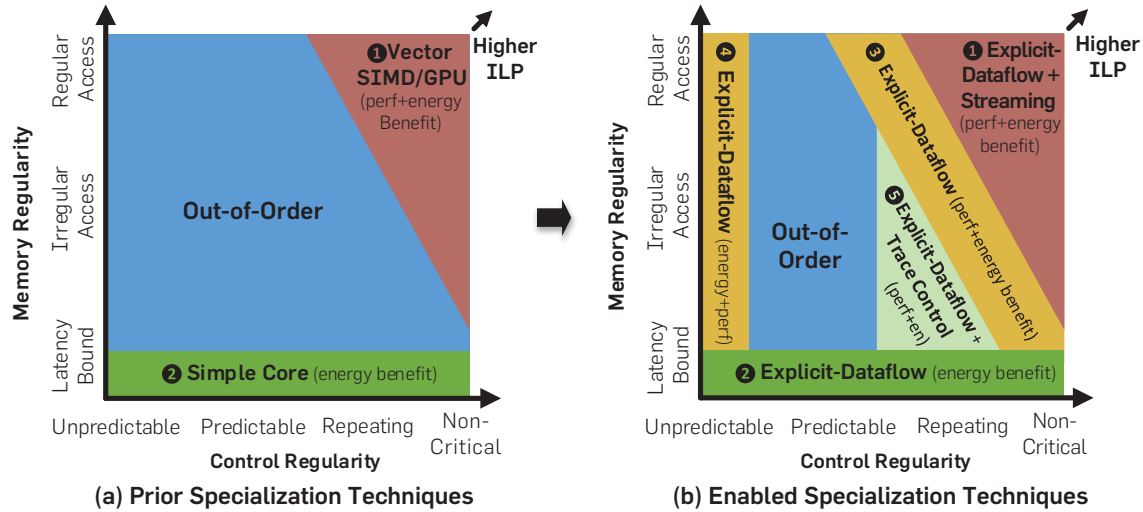 Higher
ILP
❶Vector
SIMD/GPU
(perf+energy
Benefit)
Out-of-Order
❷ Simple Core (energy benefit)
Memory Regularity
Regular
Access
Irregular
Access
Latency
Bound
Unpredictable
Predictable
Repeating
Non-
Critical
Control Regularity
(a) Prior Specialization Techniques
Higher
ILP
❶ Explicit-
Dataflow +
Streaming
(perf+energy
benefit)
❸ Explicit-Dataflow (perf+energy benefit)
❹ Explicit-Dataflow (energy+perf)
Out-of-
Order
❺Explicit-Dataflow +
Trace Control
(perf+en)
❷ Explicit-Dataflow (energy benefit)
Memory Regularity
Regular
Access
Irregular
Access
Latency
Bound
Unpredictable
Predictable
Repeating
Non-
Critical
Control Regularity
(b) Enabled Specialization Techniques